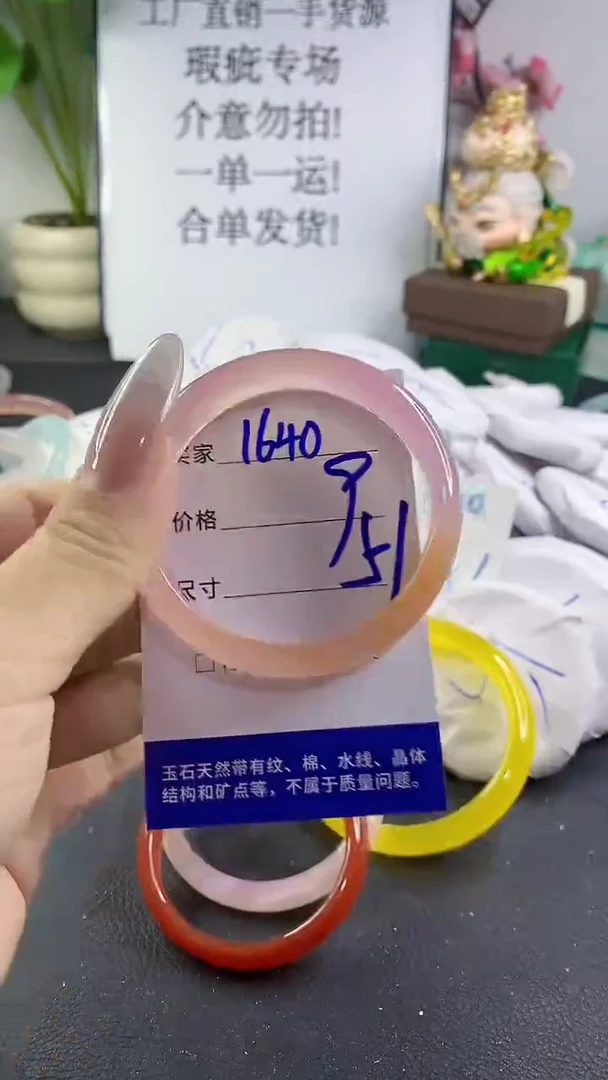 工厂直销一手货源
瑕疵专场
介意勿拍!
一单一运!
合单发货!
家 1640
价格
尺寸 51
玉石天然带有纹、棉、水线、晶体
结构和矿点等，不属于质量问题。